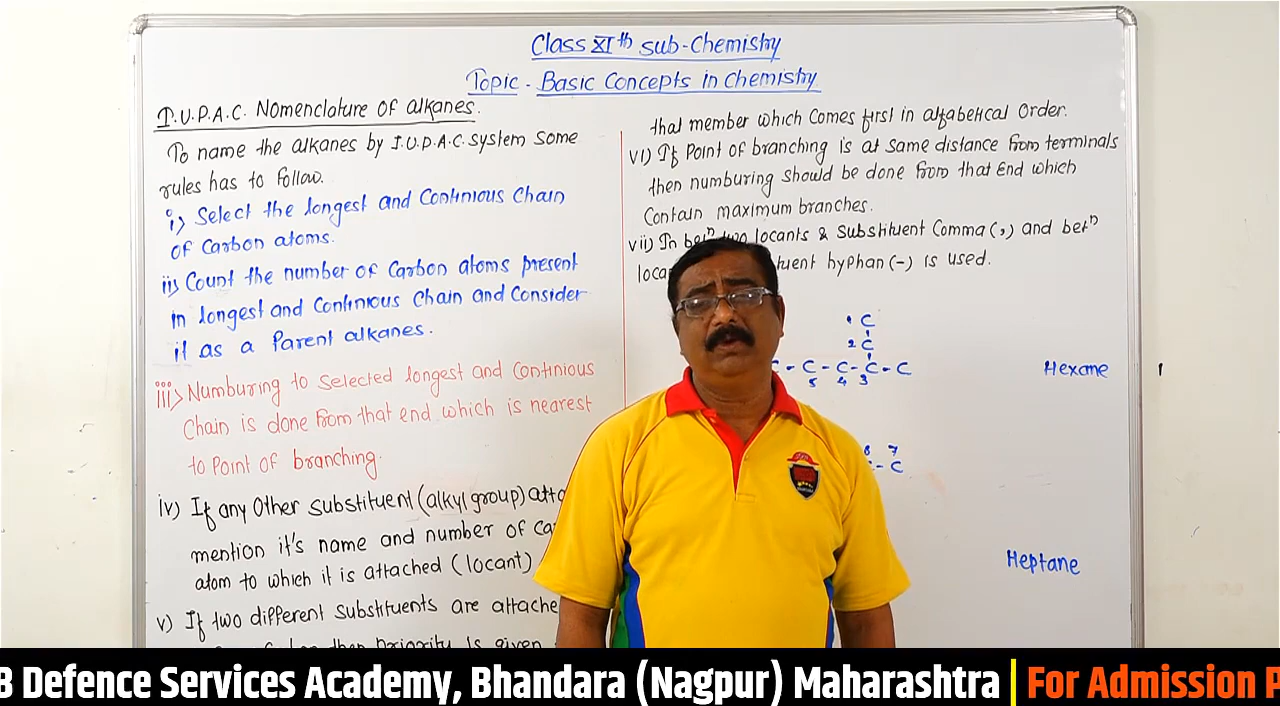 Class XIth sub-Chemistry
Topic - Basic Concepts in Chemistry
I.U.P.A.C. Nomenclature of alkanes.
To name the alkanes by I.U.P.A.C. system some
rules has to follow.
i) Select the longest and Continious Chain
of Carbon atoms.
ii) Count the number of Carbon atoms present
in longest and Continious Chain and Consider
it as a Parent alkanes.
iii) Numburing to selected longest and Continious
Chain is done from that end which is nearest
to Point of branching.
iv) If any Other substituent (alkyl group)
mention it's name and number of
atom to which it is attached (locant)
v) If two different substituents are
then periority is given
that member which Comes first in alfabetical Order.
vi) If Point of branching is at same distance from terminals
then numburing should be done from that End which
Contain maximum branches.
vii) In betn two locants & substituent Comma (,) and betn
hyphan (-) is used.
1 C
2 C
- C - C - C - C
5 4 3
Hexane
7
- C
Heptane
B Defence Services Academy, Bhandara (Nagpur) Maharashtra | For Admission